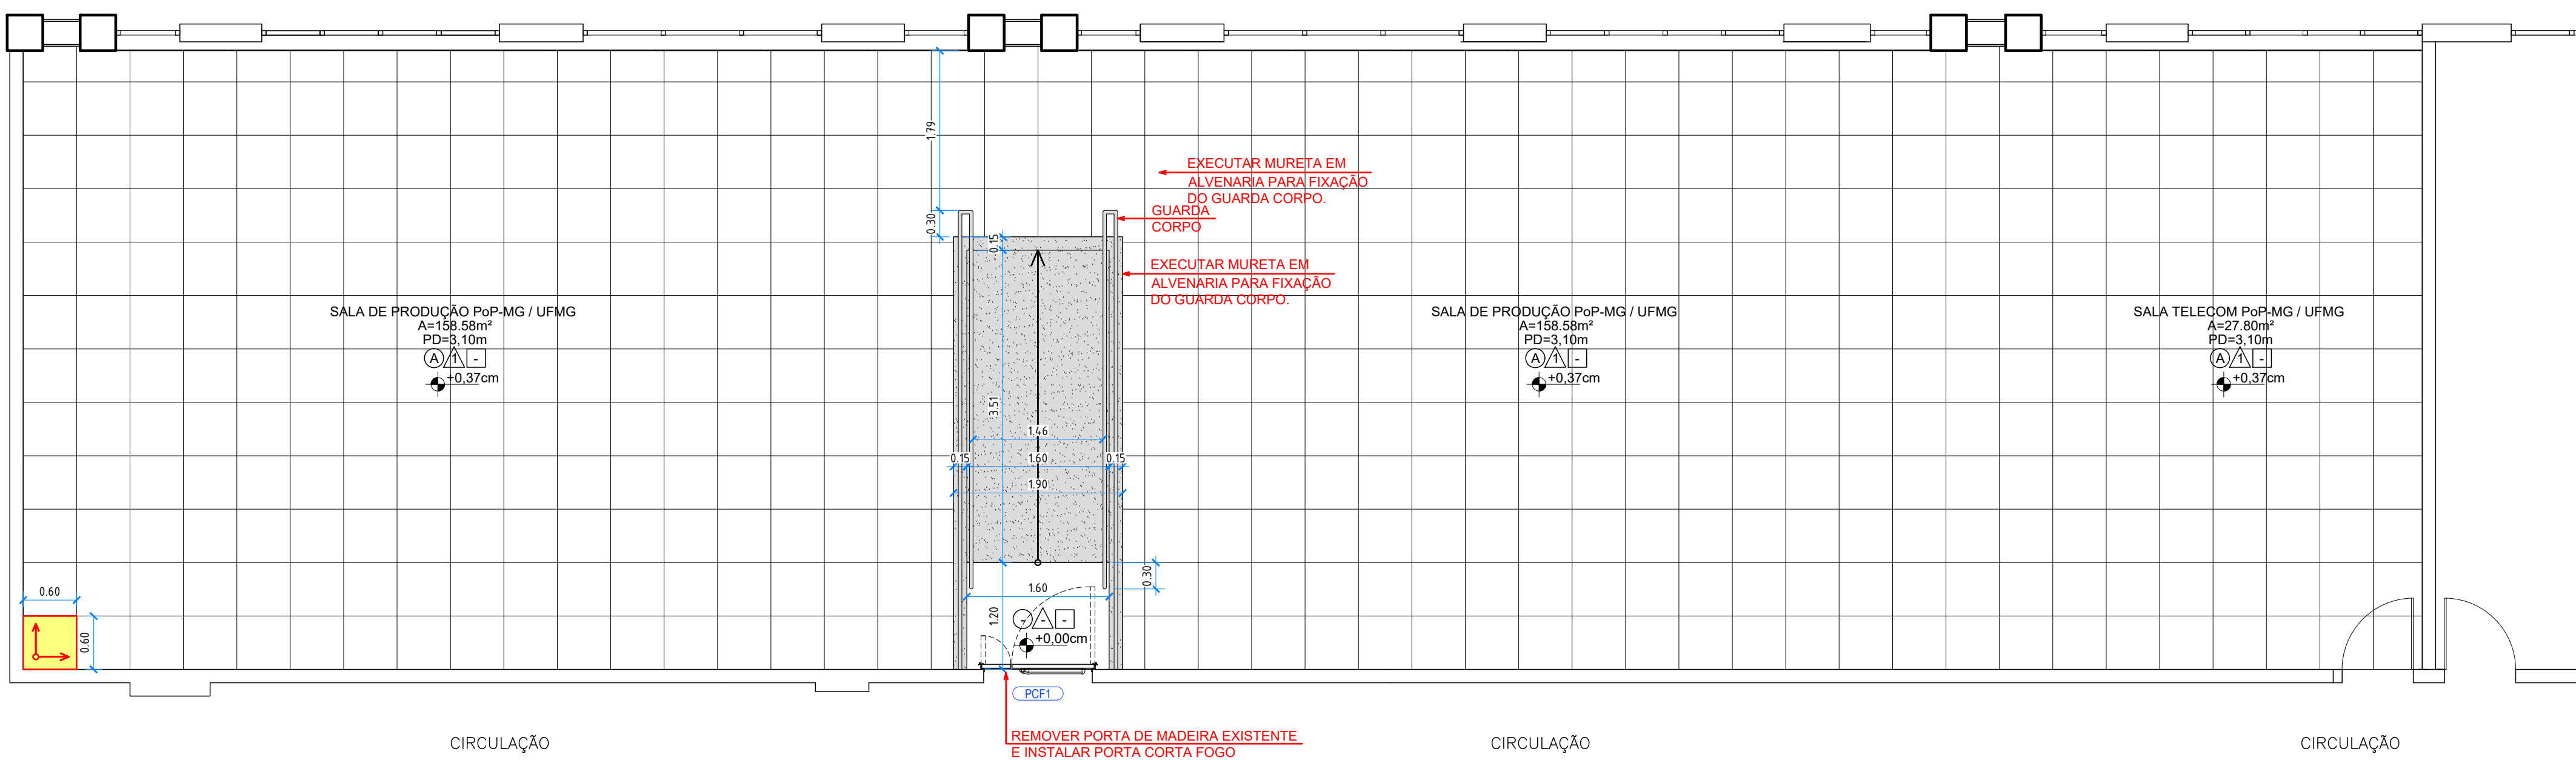 1.79
EXECUTAR MURETA EM
ALVENARIA PARA FIXAÇÃO
DO GUARDA CORPO.
GUARDA
CORPO
0.30
0.15
EXECUTAR MURETA EM
ALVENARIA PARA FIXAÇÃO
DO GUARDA CORPO.
SALA DE PRODUÇÃO PoP-MG / UFMG
A=158.58m²
PD=3,10m
A 1 -
+0,37cm
3.51
1.46
0.15 1.60 0.15
1.90
SALA DE PRODUÇÃO PoP-MG / UFMG
A=158.58m²
PD=3,10m
A 1 -
+0,37cm
SALA TELECOM PoP-MG / UFMG
A=27.80m²
PD=3,10m
A 1 -
+0,37cm
0.60
0.60
0.30
1.60
1.20
- - -
+0,00cm
PCF1
REMOVER PORTA DE MADEIRA EXISTENTE
E INSTALAR PORTA CORTA FOGO
CIRCULAÇÃO
CIRCULAÇÃO
CIRCULAÇÃO